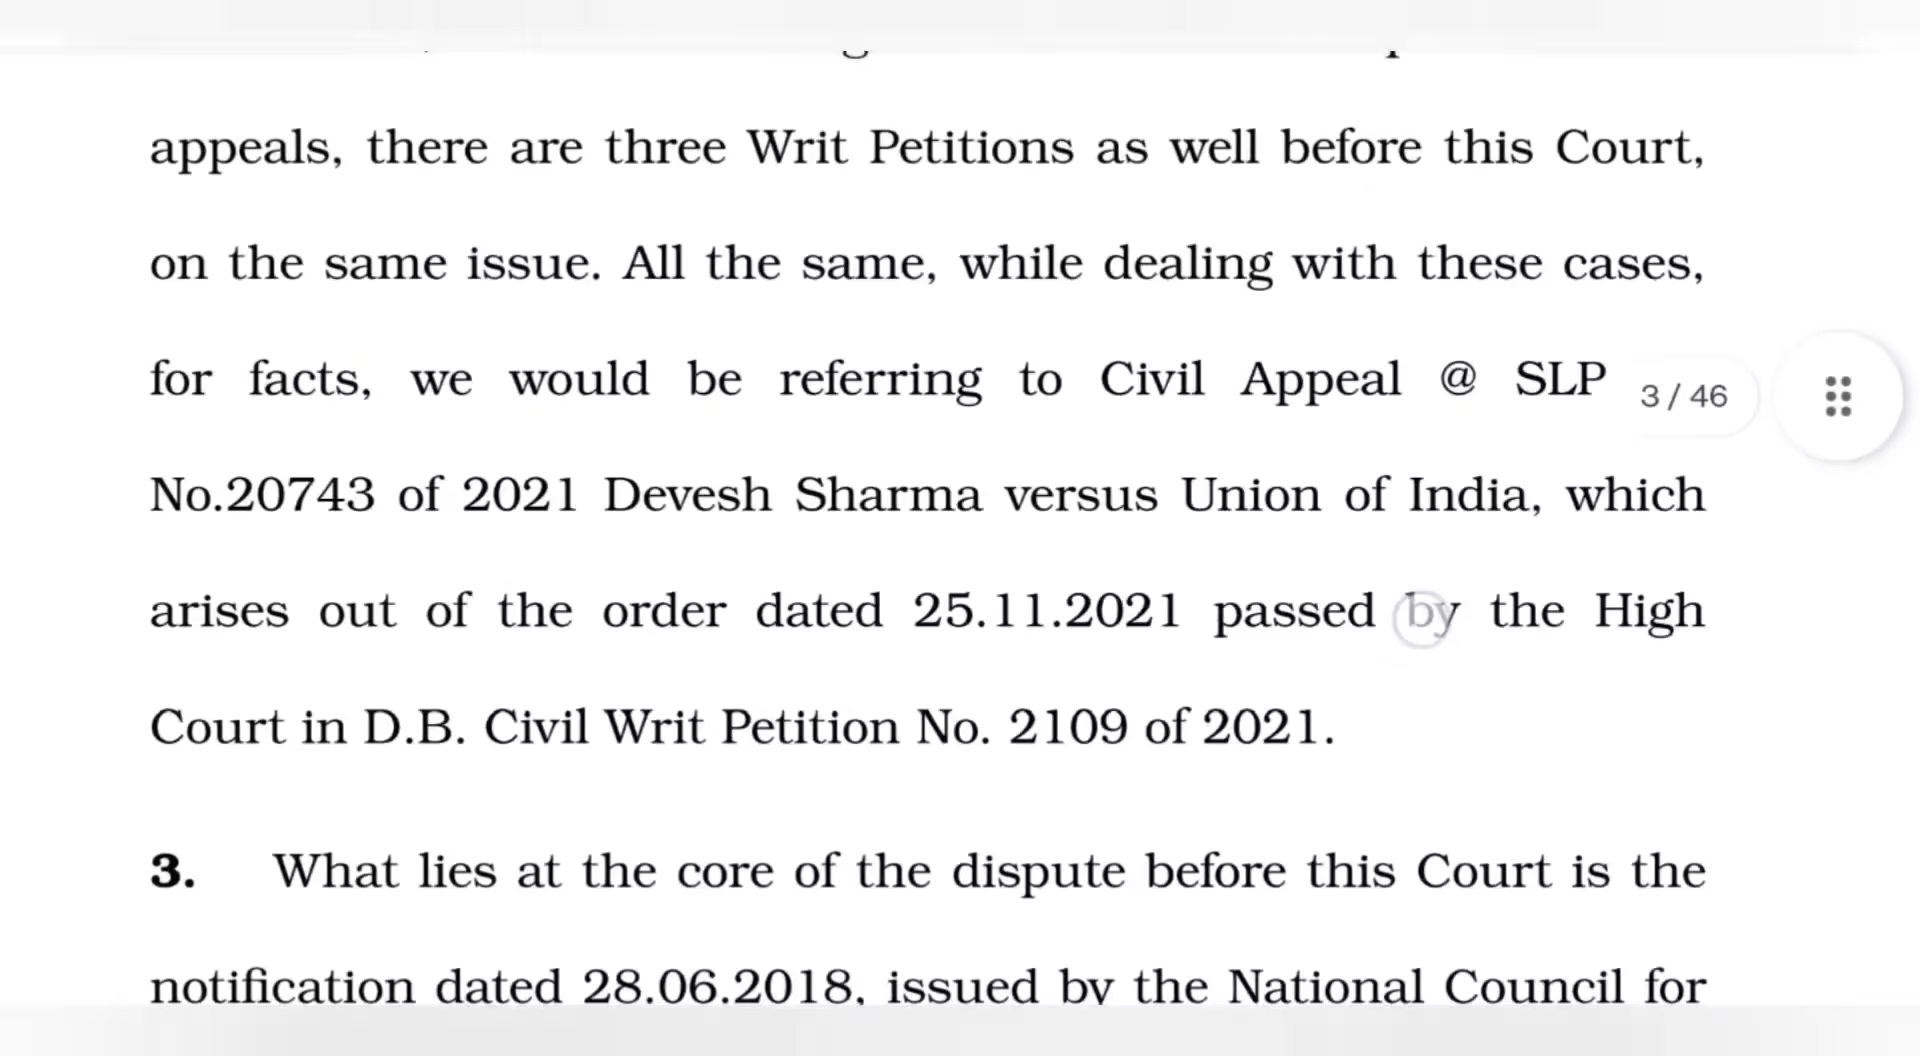 appeals, there are three Writ Petitions as well before this Court,
on the same issue. All the same, while dealing with these cases,
for facts, we would be referring to Civil Appeal @ SLP
3 / 46
No.20743 of 2021 Devesh Sharma versus Union of India, which
arises out of the order dated 25.11.2021 passed by the High
Court in D.B. Civil Writ Petition No. 2109 of 2021.
3. What lies at the core of the dispute before this Court is the
notification dated 28.06.2018, issued by the National Council for